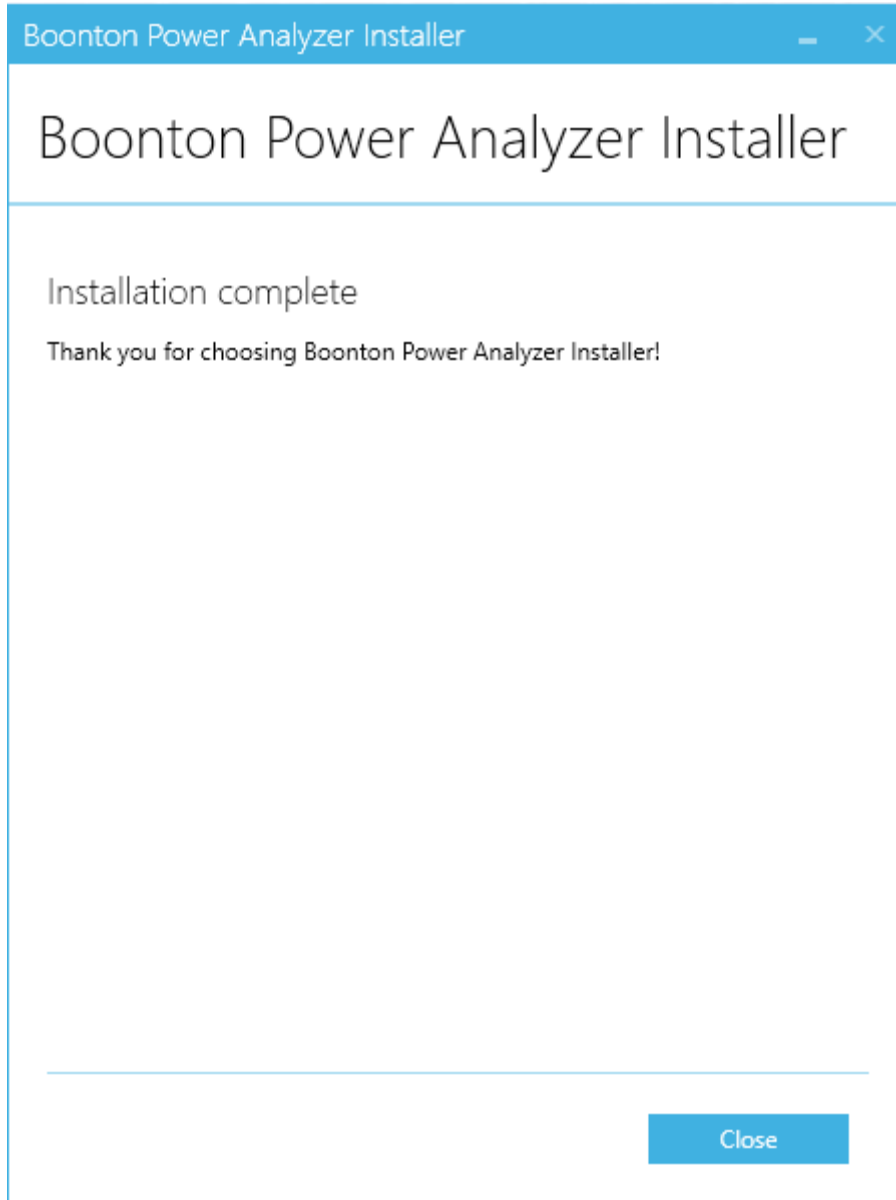 Boonton Power Analyzer Installer
Boonton Power Analyzer Installer
Installation complete
Thank you for choosing Boonton Power Analyzer Installer!
Close